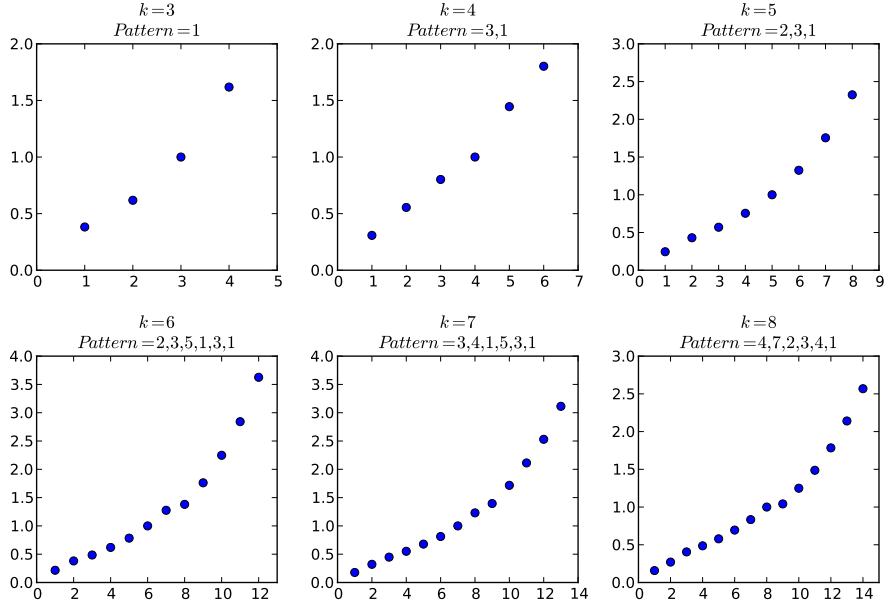 k=3
Pattern=1
2.0
1.5
1.0
0.5
0.0
0 1 2 3 4 5
k=4
Pattern=3,1
2.0
1.5
1.0
0.5
0.0
0 1 2 3 4 5 6 7
k=5
Pattern=2,3,1
3.0
2.5
2.0
1.5
1.0
0.5
0.0
0 1 2 3 4 5 6 7 8 9
k=6
Pattern=2,3,5,1,3,1
4.0
3.5
3.0
2.5
2.0
1.5
1.0
0.5
0.0
0 2 4 6 8 10 12
k=7
Pattern=3,4,1,5,3,1
4.0
3.5
3.0
2.5
2.0
1.5
1.0
0.5
0.0
0 2 4 6 8 10 12 14
k=8
Pattern=4,7,2,3,4,1
3.0
2.5
2.0
1.5
1.0
0.5
0.0
0 2 4 6 8 10 12 14